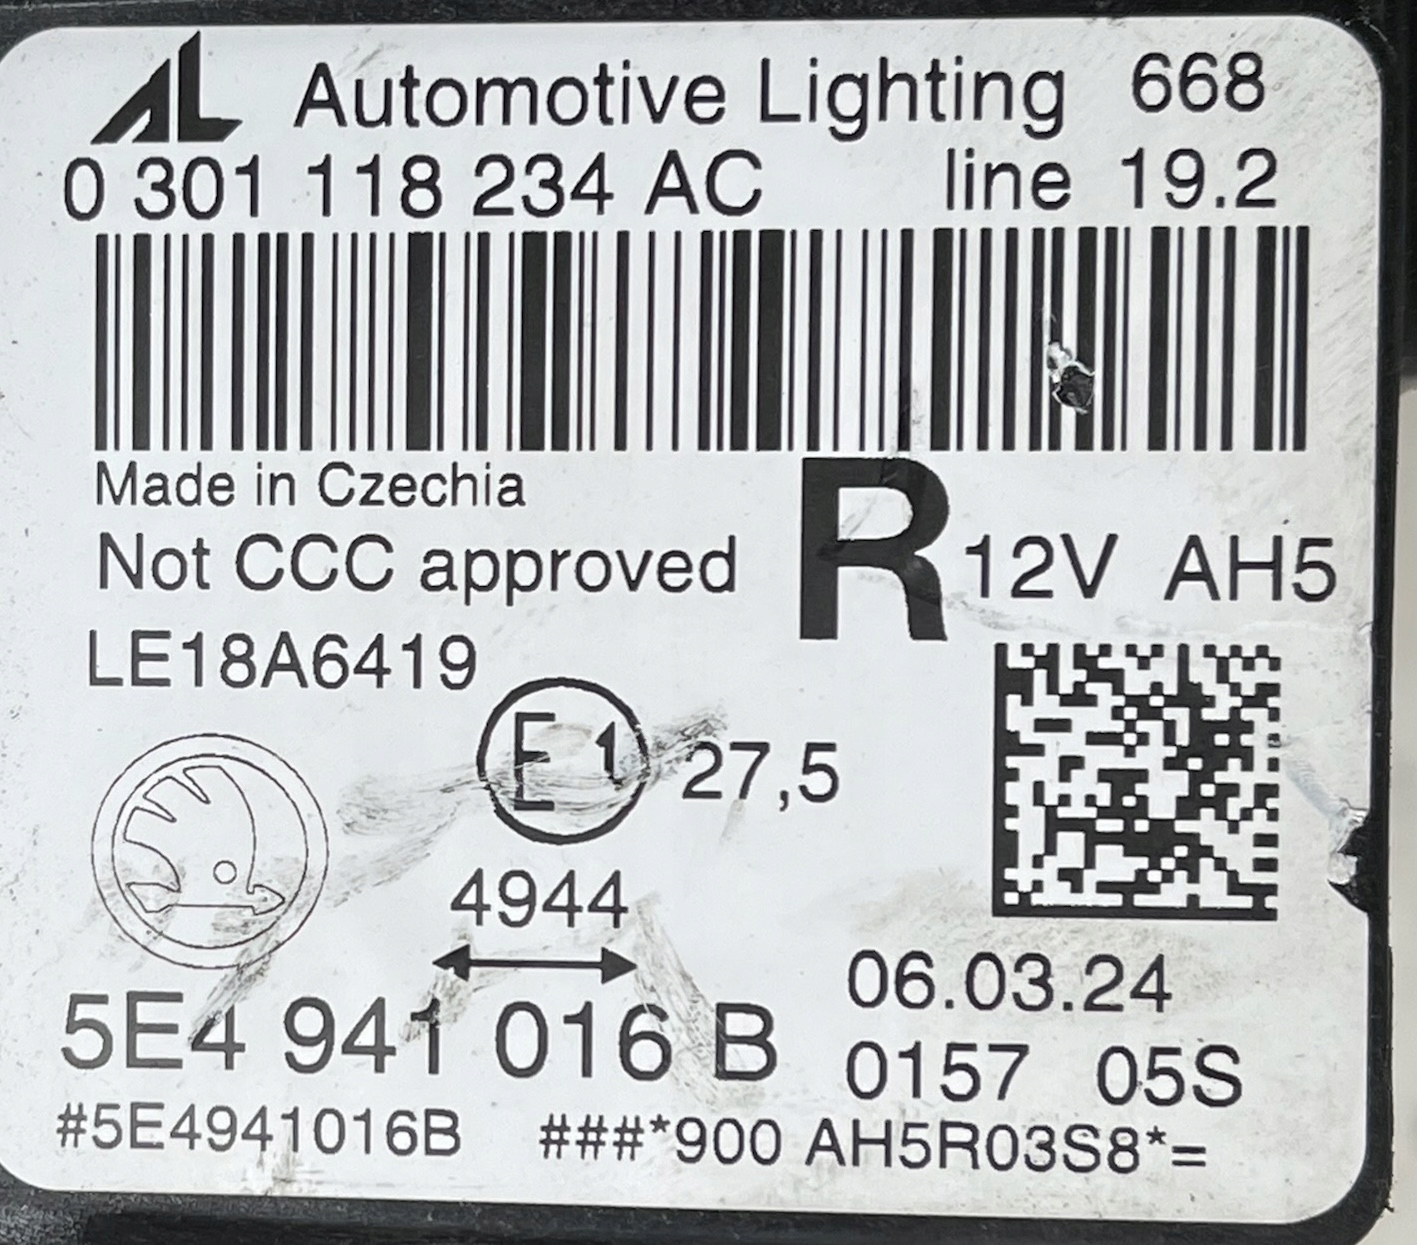 AL Automotive Lighting 668
0 301 118 234 AC line 19.2
Made in Czechia
Not CCC approved R 12V AH5
LE18A6419
E1 27,5
4944
5E4 941 016 B 06.03.24
0157 05S
#5E4941016B ###*900 AH5R03S8*=